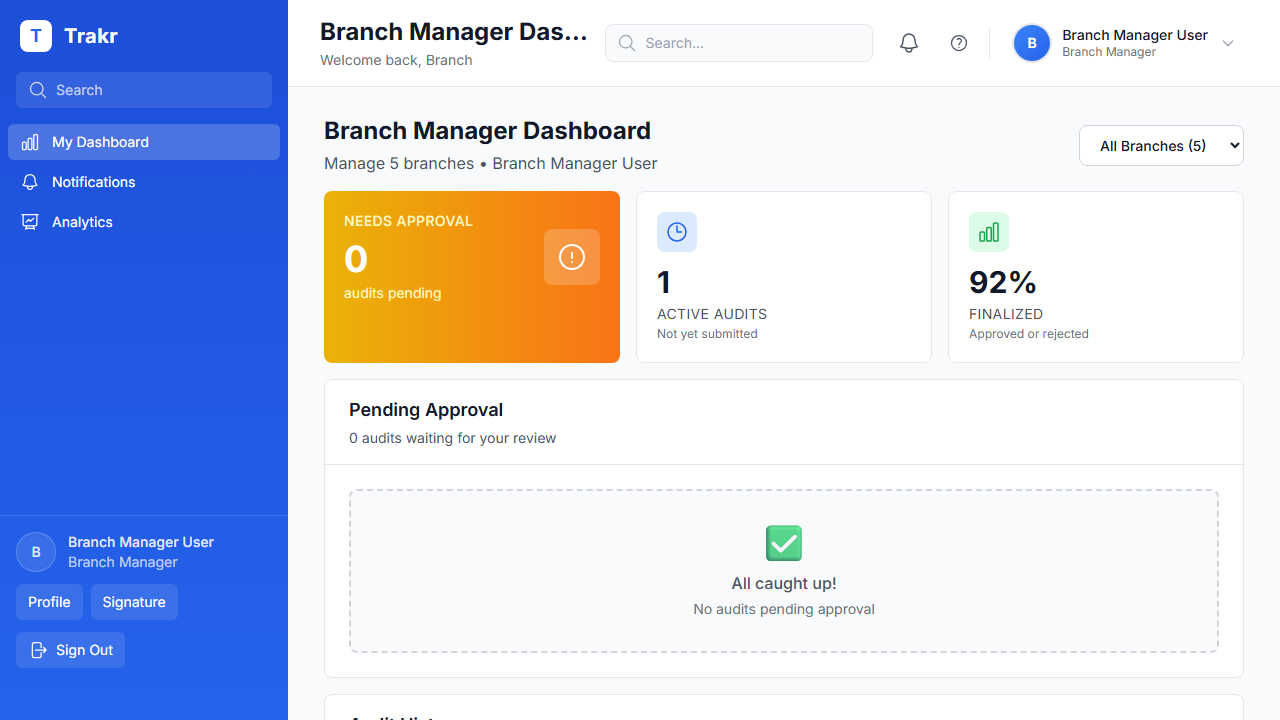 T Trakr
Search
My Dashboard
Notifications
Analytics
B
Branch Manager User
Branch Manager
Profile
Signature
Sign Out
Branch Manager Das...
Welcome back, Branch
Search...
B
Branch Manager User
Branch Manager
Branch Manager Dashboard
Manage 5 branches • Branch Manager User
All Branches (5)
NEEDS APPROVAL
0
audits pending
1
ACTIVE AUDITS
Not yet submitted
92%
FINALIZED
Approved or rejected
Pending Approval
0 audits waiting for your review
All caught up!
No audits pending approval